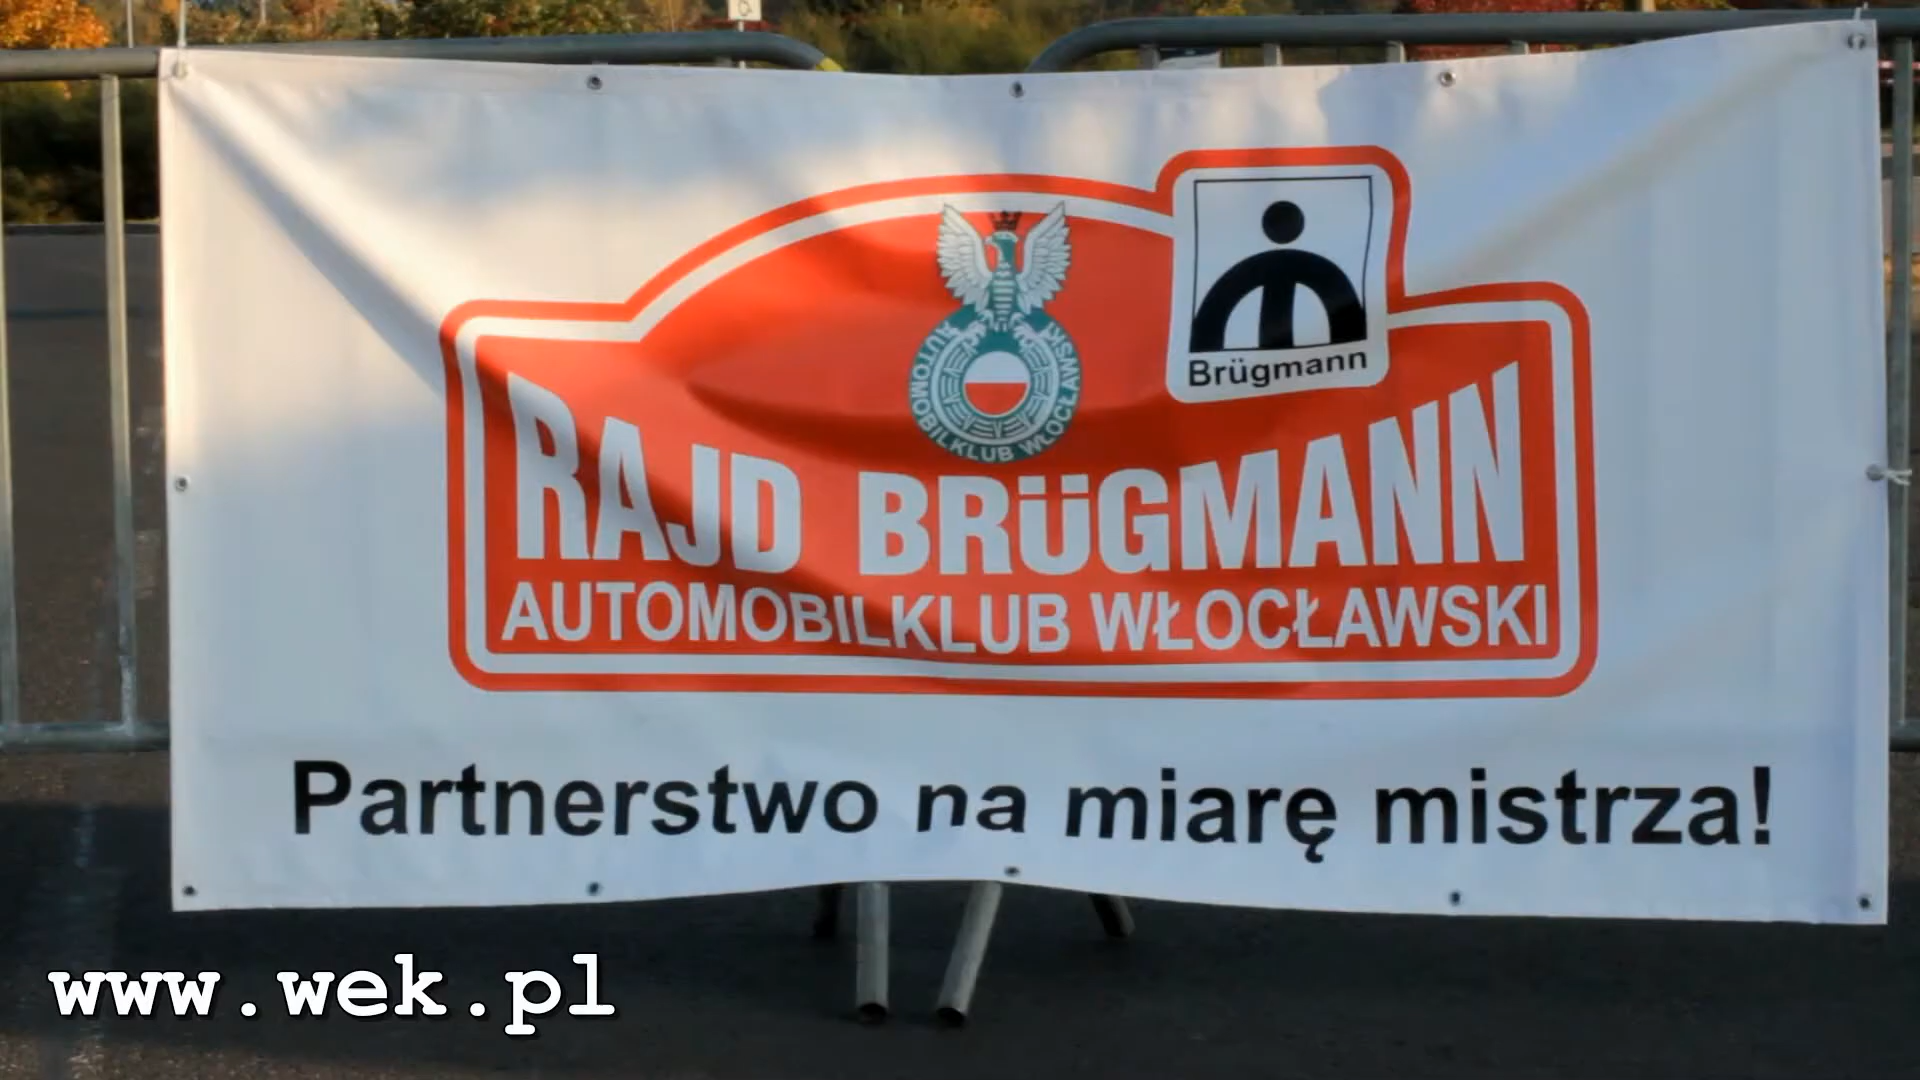 AUTOMOBILKLUB WŁOCŁAWSKI
Brügmann
RAJD BRüGMANN
AUTOMOBILKLUB WŁOCŁAWSKI
Partnerstwo na miarę mistrza!
www.wek.pl